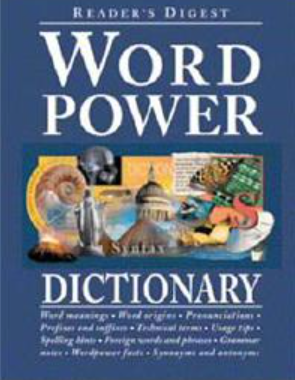 READER'S DIGEST
WORD
POWER
Syntax
DICTIONARY
Word meanings • Word origins • Pronunciations •
Prefixes and suffixes • Technical terms • Usage tips •
Spelling hints • Foreign words and phrases • Grammar
notes • Wordpower facts • Synonyms and antonyms